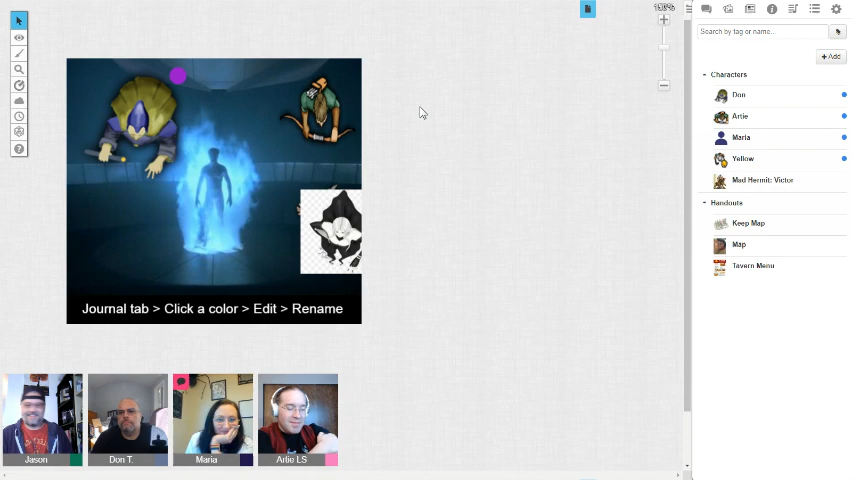 150%
Search by tag or name..
+Add
Characters
Don
Artie
Maria
Yellow
Mad Hermit: Victor
Handouts
Keep Map
Map
Tavern Menu
Journal tab > Click a color > Edit > Rename
Jason
Don T.
Maria
Artie LS